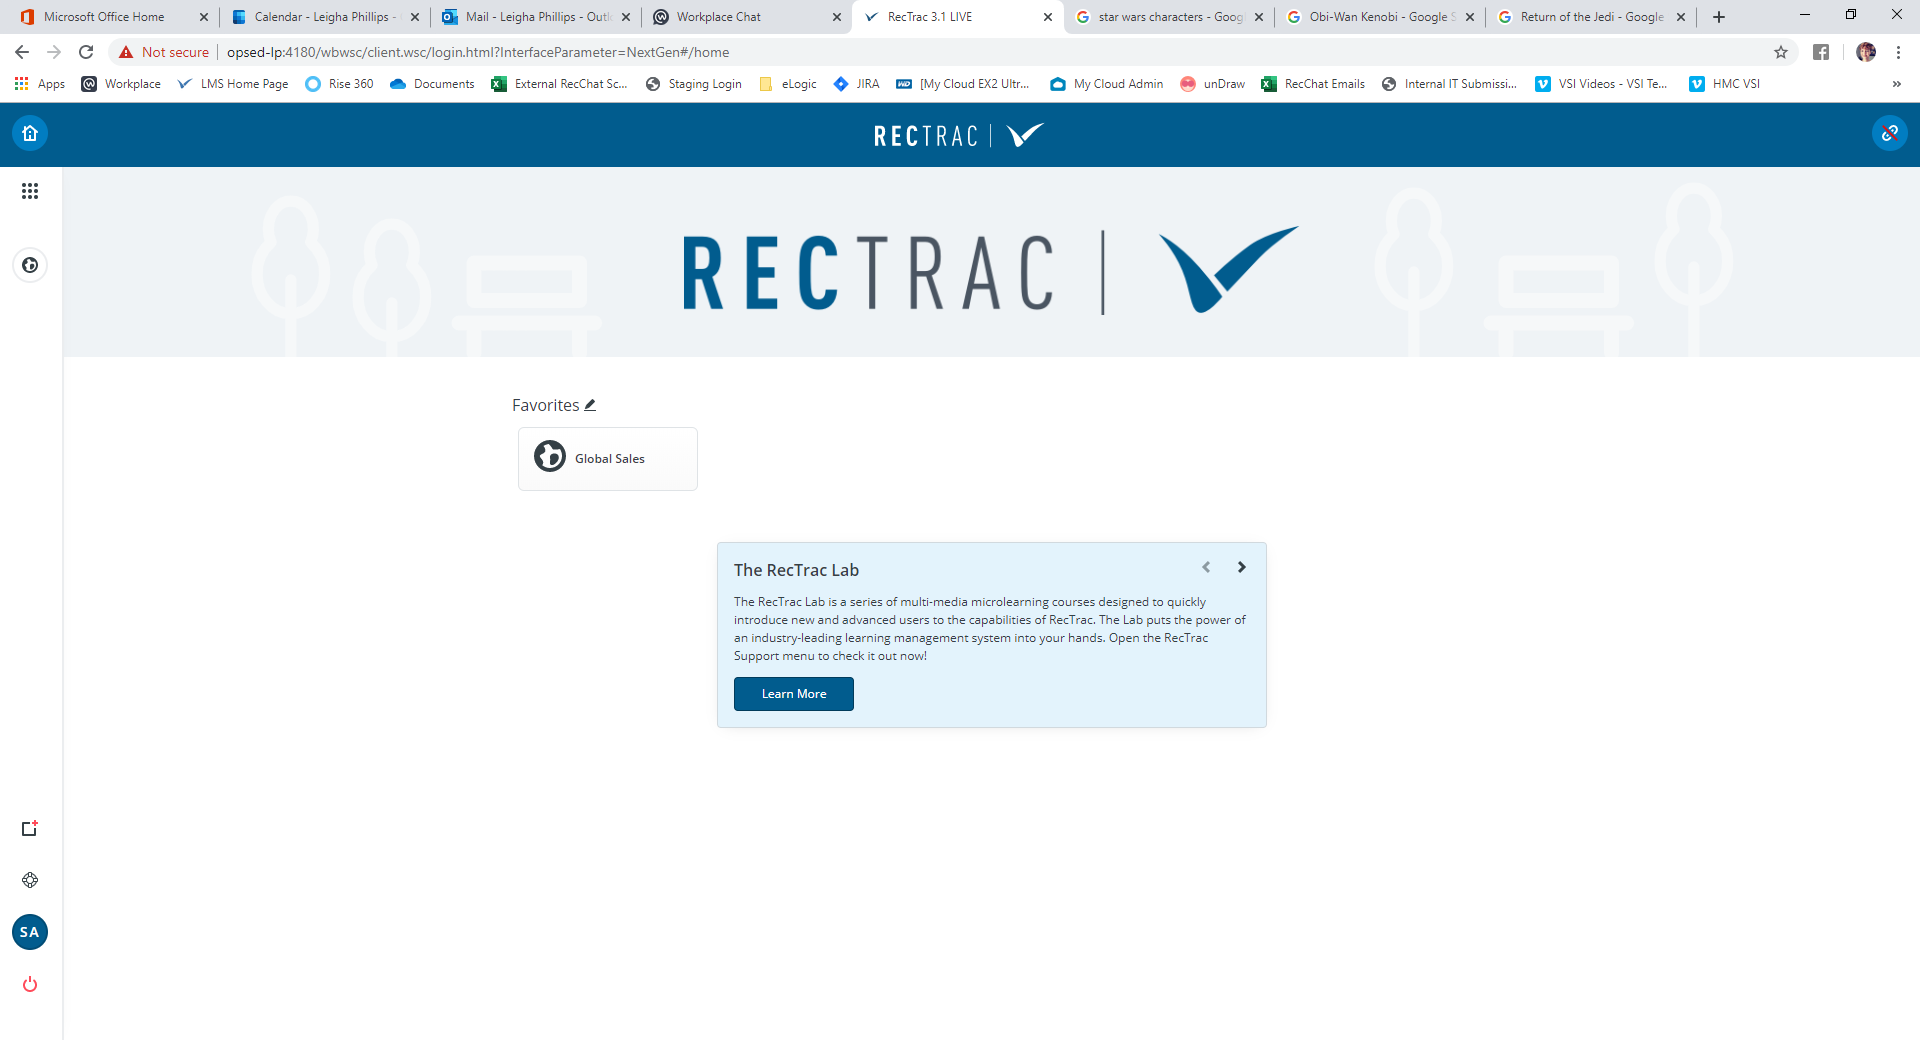 Microsoft Office Home
Calendar - Leigha Phillips -
Mail - Leigha Phillips - Outl
Workplace Chat
RecTrac 3.1 LIVE
star wars characters - Goog
Obi-Wan Kenobi - Google S
Return of the Jedi - Google
Not secure
opsed-lp:4180/wbwsc/client.wsc/login.html?InterfaceParameter=NextGen#/home
Apps
Workplace
LMS Home Page
Rise 360
Documents
External RecChat Sc...
Staging Login
eLogic
JIRA
WD
[My Cloud EX2 Ultr...
My Cloud Admin
unDraw
RecChat Emails
Internal IT Submissi...
VSI Videos - VSI Te...
HMC VSI
»
RECTRAC
RECTRAC
Favorites
Global Sales
The RecTrac Lab
The RecTrac Lab is a series of multi-media microlearning courses designed to quickly
introduce new and advanced users to the capabilities of RecTrac. The Lab puts the power of
an industry-leading learning management system into your hands. Open the RecTrac
Support menu to check it out now!
Learn More
SA